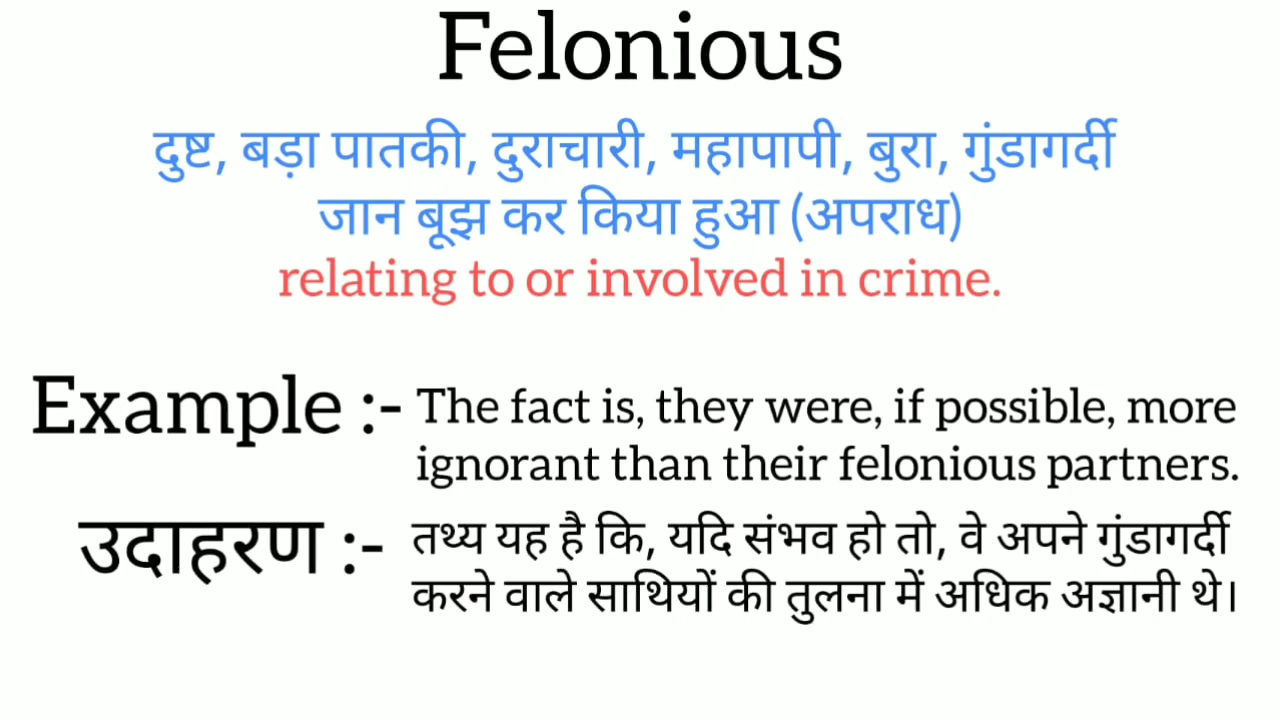 Felonious
दुष्ट, बड़ा पातकी, दुराचारी, महापापी, बुरा, गुंडागर्दी
जान बूझ कर किया हुआ (अपराध)
relating to or involved in crime.
Example :- The fact is, they were, if possible, more
ignorant than their felonious partners.
उदाहरण :- तथ्य यह है कि, यदि संभव हो तो, वे अपने गुंडागर्दी
करने वाले साथियों की तुलना में अधिक अज्ञानी थे।